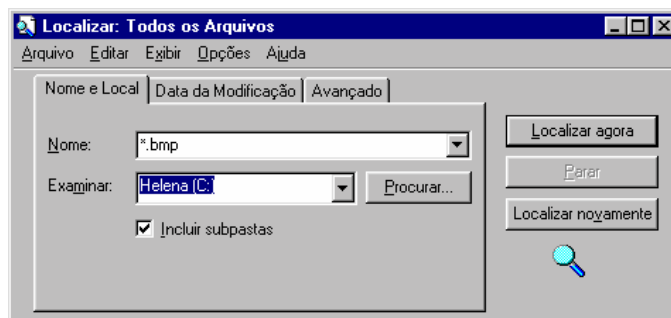 Localizar: Todos os Arquivos
Arquivo Editar Exibir Opções Ajuda
Nome e Local Data da Modificação Avançado
Nome: *.bmp
Examinar: Helena (C:) Procurar...
Incluir subpastas
Localizar agora
Parar
Localizar novamente